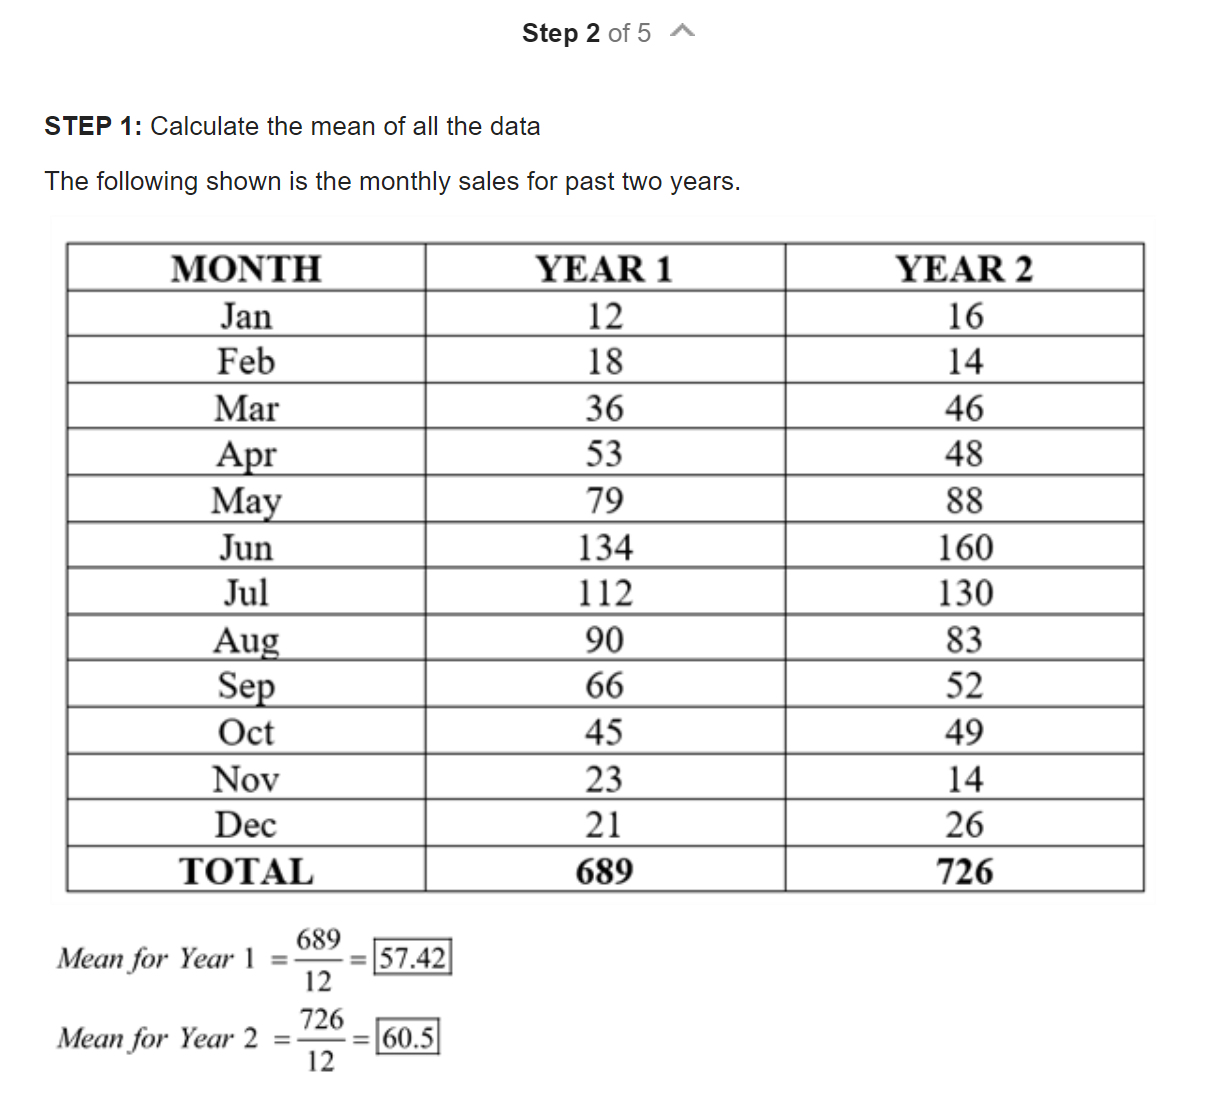 Step 2 of 5
STEP 1: Calculate the mean of all the data
The following shown is the monthly sales for past two years.
MONTH YEAR 1 YEAR 2
Jan 12 16
Feb 18 14
Mar 36 46
Apr 53 48
May 79 88
Jun 134 160
Jul 112 130
Aug 90 83
Sep 66 52
Oct 45 49
Nov 23 14
Dec 21 26
TOTAL 689 726
Mean for Year 1 = 689/12 = 57.42
Mean for Year 2 = 726/12 = 60.5